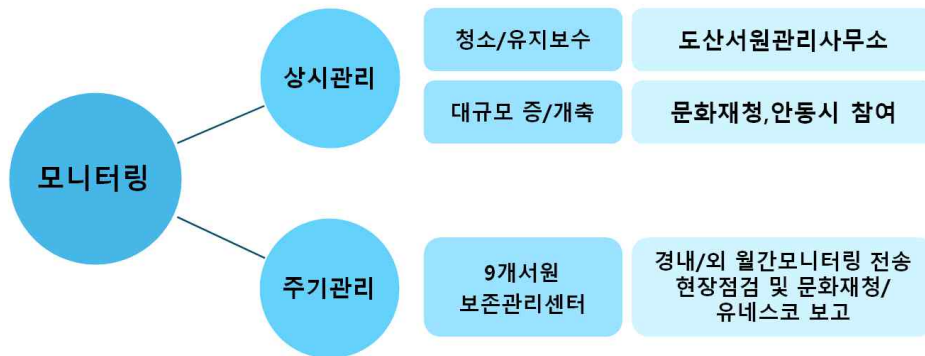 모니터링
상시관리
청소/유지보수
도산서원관리사무소
대규모 증/개축
문화재청,안동시 참여
주기관리
9개서원
보존관리센터
경내/외 월간모니터링 전송
현장점검 및 문화재청/
유네스코 보고